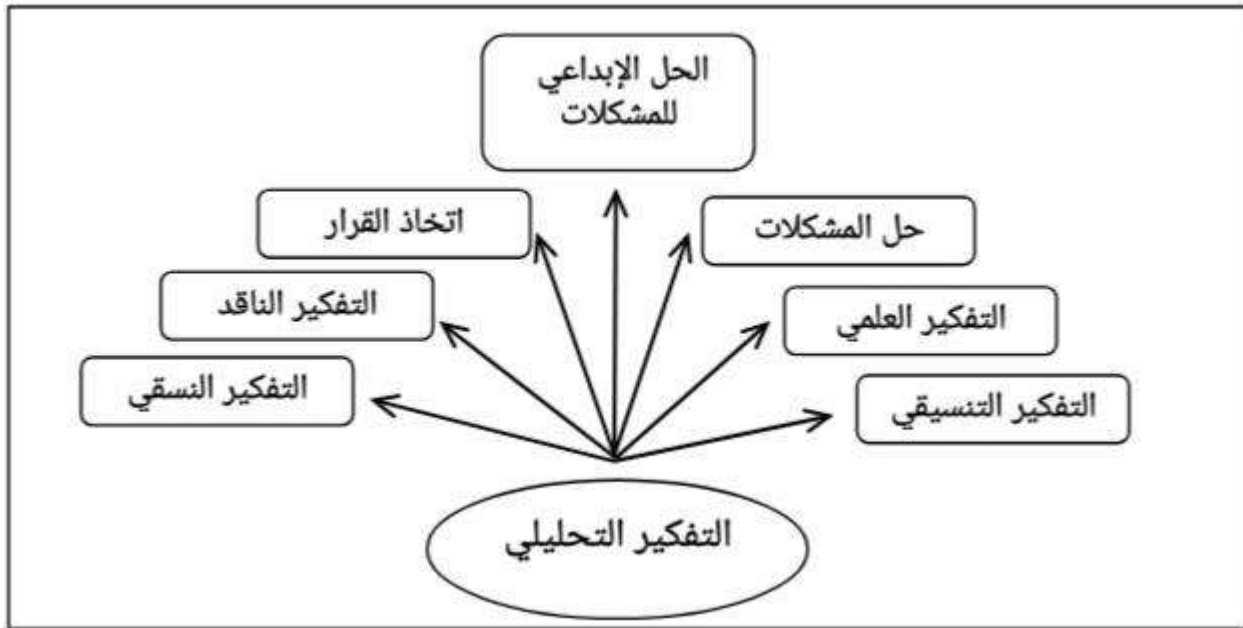 الحل الإبداعي
للمشكلات
حل المشكلات
اتخاذ القرار
التفكير العلمي
التفكير الناقد
التفكير التنسيقي
التفكير النسقي
التفكير التحليلي